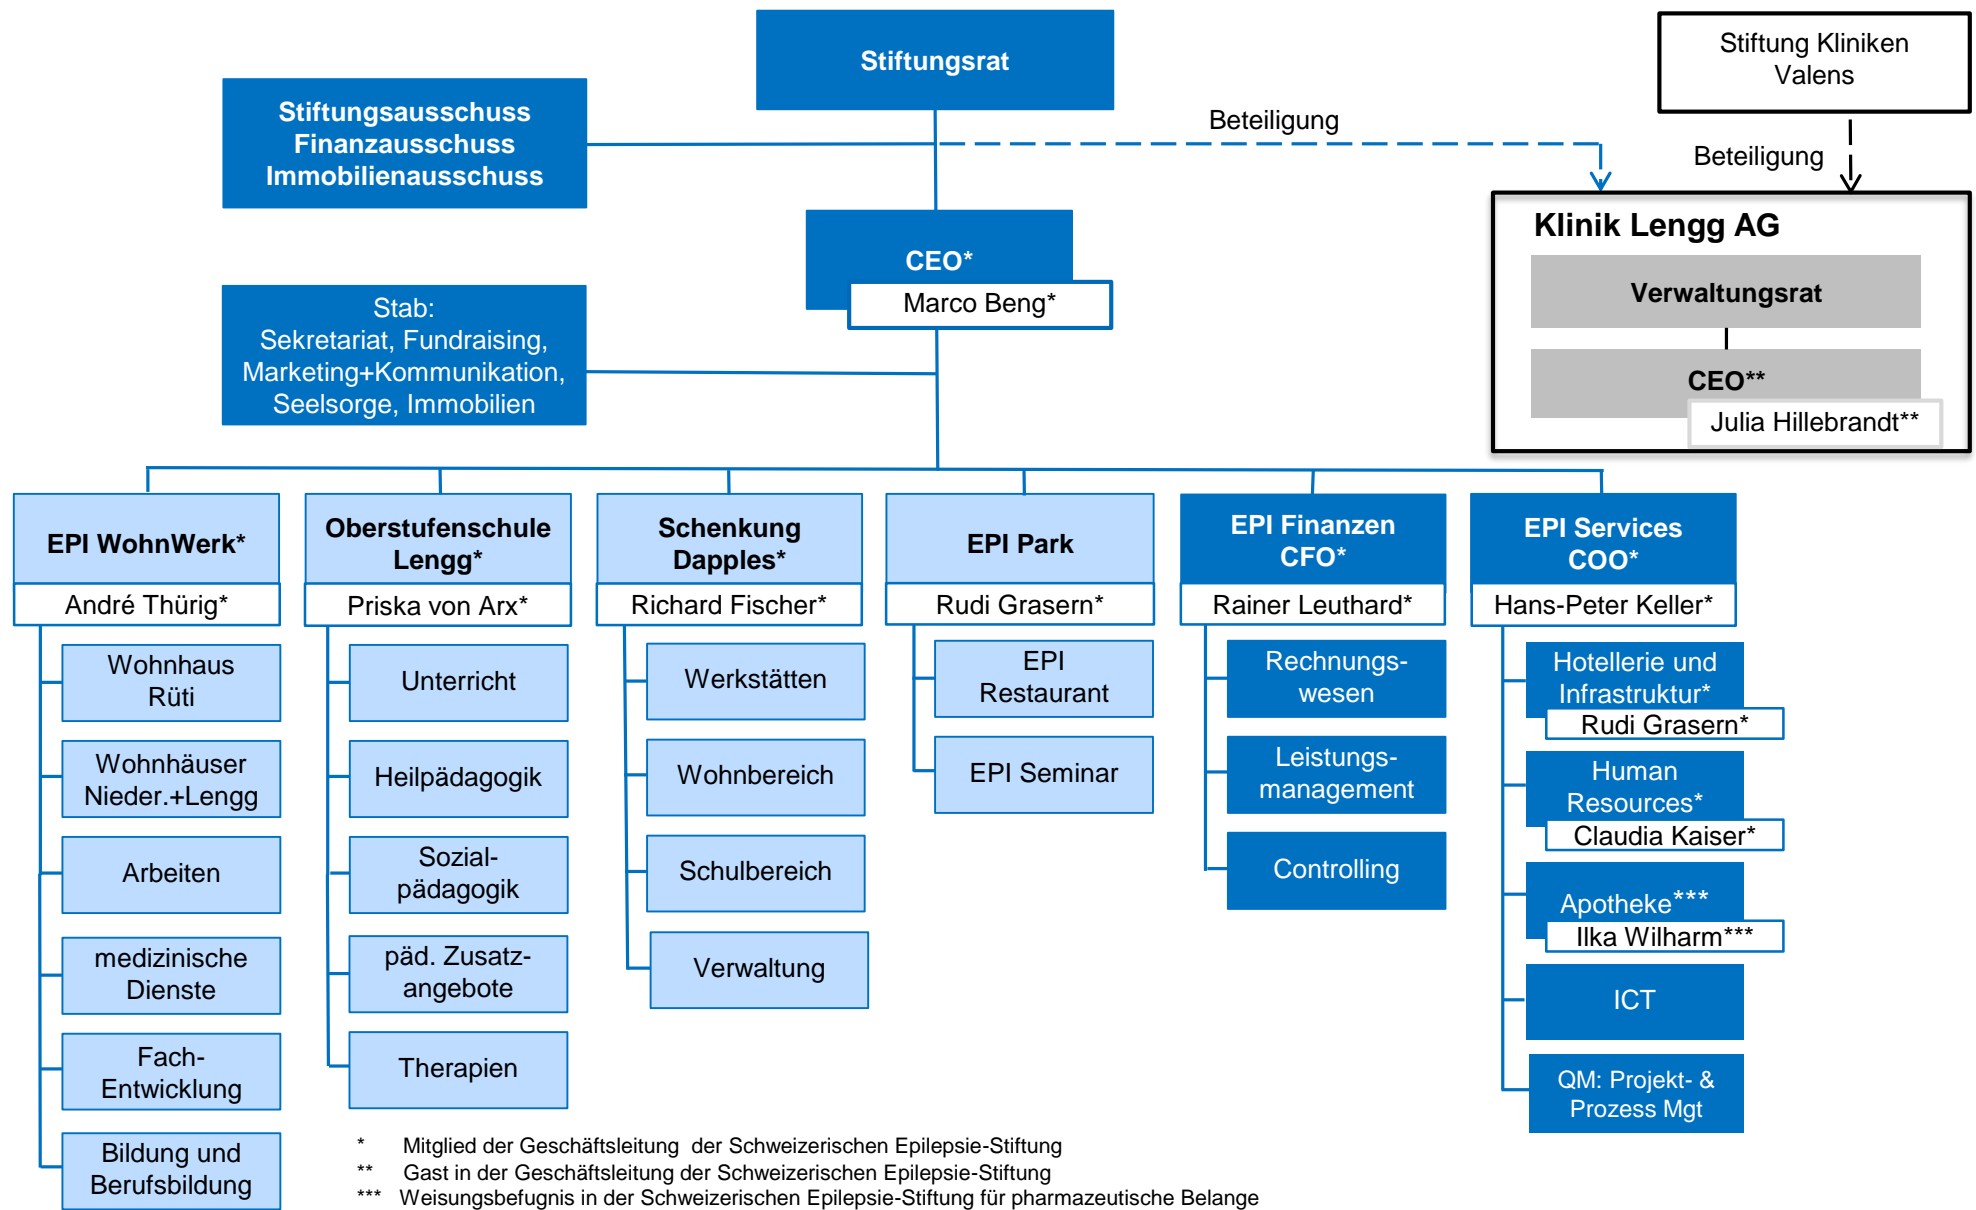 Stiftungsrat
Stiftung Kliniken
Valens
Stiftungsausschuss
Finanzausschuss
Immobilienausschuss
Beteiligung
Beteiligung
Klinik Lengg AG
Verwaltungsrat
CEO**
Julia Hillebrandt**
CEO*
Marco Beng*
Stab:
Sekretariat, Fundraising,
Marketing+Kommunikation,
Seelsorge, Immobilien
EPI WohnWerk*
André Thürig*
Wohnhaus
Rüti
Wohnhäuser
Nieder.+Lengg
Arbeiten
medizinische
Dienste
Fach-
Entwicklung
Bildung und
Berufsbildung
Oberstufenschule
Lengg*
Priska von Arx*
Unterricht
Heilpädagogik
Sozial-
pädagogik
päd. Zusatz-
angebote
Therapien
Schenkung
Dapples*
Richard Fischer*
Werkstätten
Wohnbereich
Schulbereich
Verwaltung
EPI Park
Rudi Grasern*
EPI
Restaurant
EPI Seminar
EPI Finanzen
CFO*
Rainer Leuthard*
Rechnungs-
wesen
Leistungs-
management
Controlling
EPI Services
COO*
Hans-Peter Keller*
Hotellerie und
Infrastruktur*
Rudi Grasern*
Human
Resources*
Claudia Kaiser*
Apotheke***
Ilka Wilharm***
ICT
QM: Projekt- &
Prozess Mgt
* Mitglied der Geschäftsleitung der Schweizerischen Epilepsie-Stiftung
** Gast in der Geschäftsleitung der Schweizerischen Epilepsie-Stiftung
*** Weisungsbefugnis in der Schweizerischen Epilepsie-Stiftung für pharmazeutische Belange